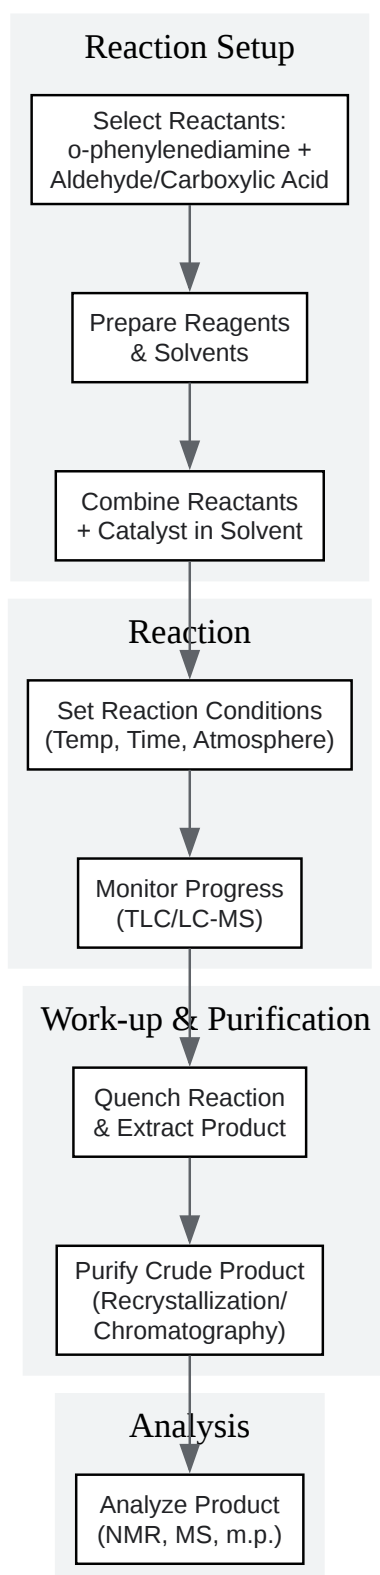 Reaction Setup
Select Reactants:
o-phenylenediamine +
Aldehyde/Carboxylic Acid
Prepare Reagents
& Solvents
Combine Reactants
+ Catalyst in Solvent
Reaction
Set Reaction Conditions
(Temp, Time, Atmosphere)
Monitor Progress
(TLC/LC-MS)
Work-up & Purification
Quench Reaction
& Extract Product
Purify Crude Product
(Recrystallization/
Chromatography)
Analysis
Analyze Product
(NMR, MS, m.p.)